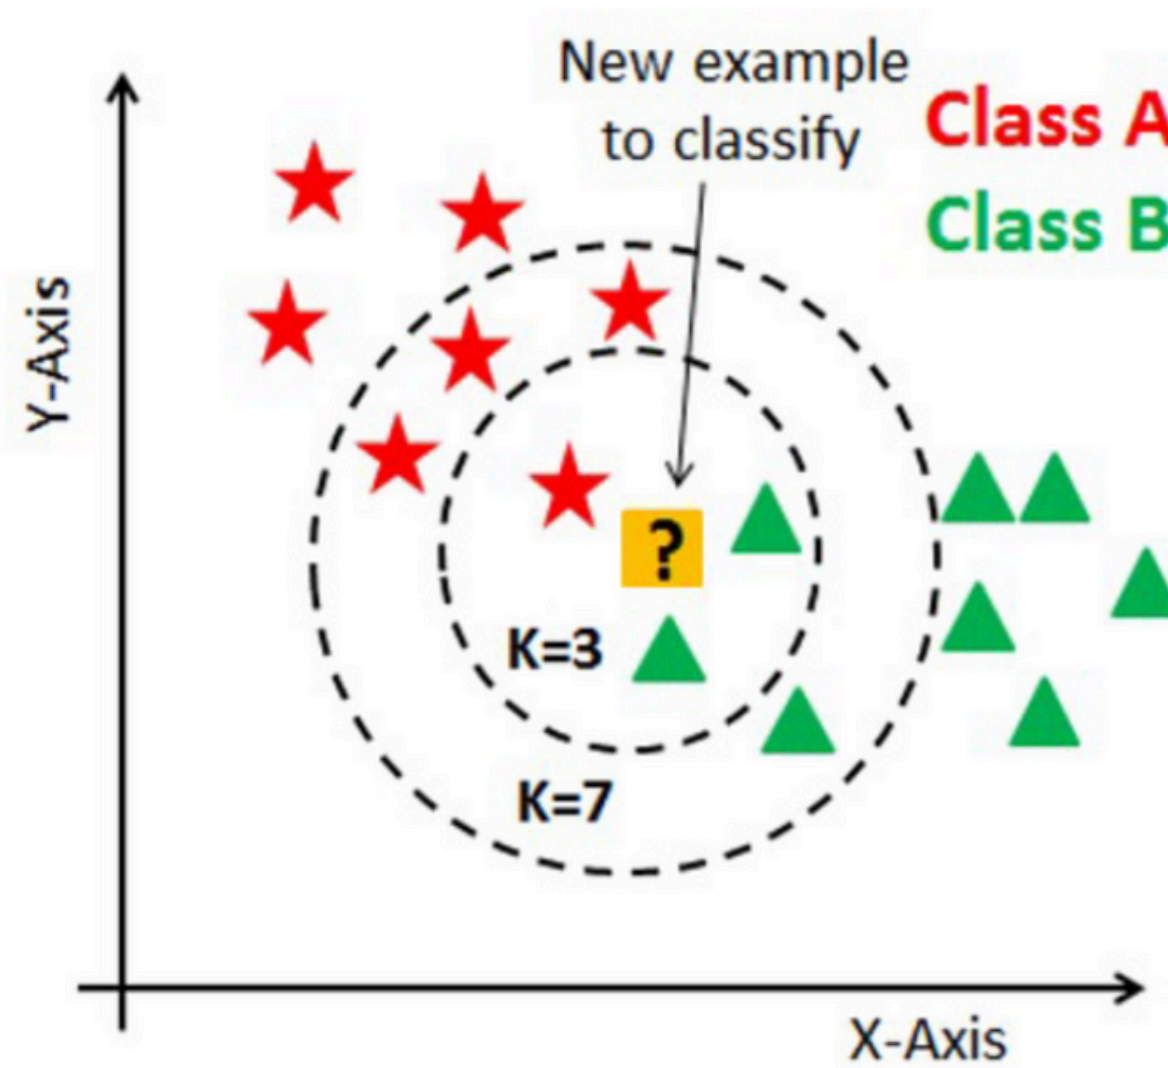 New example
to classify
Class A
Class B
Y-Axis
?
K=3
K=7
X-Axis